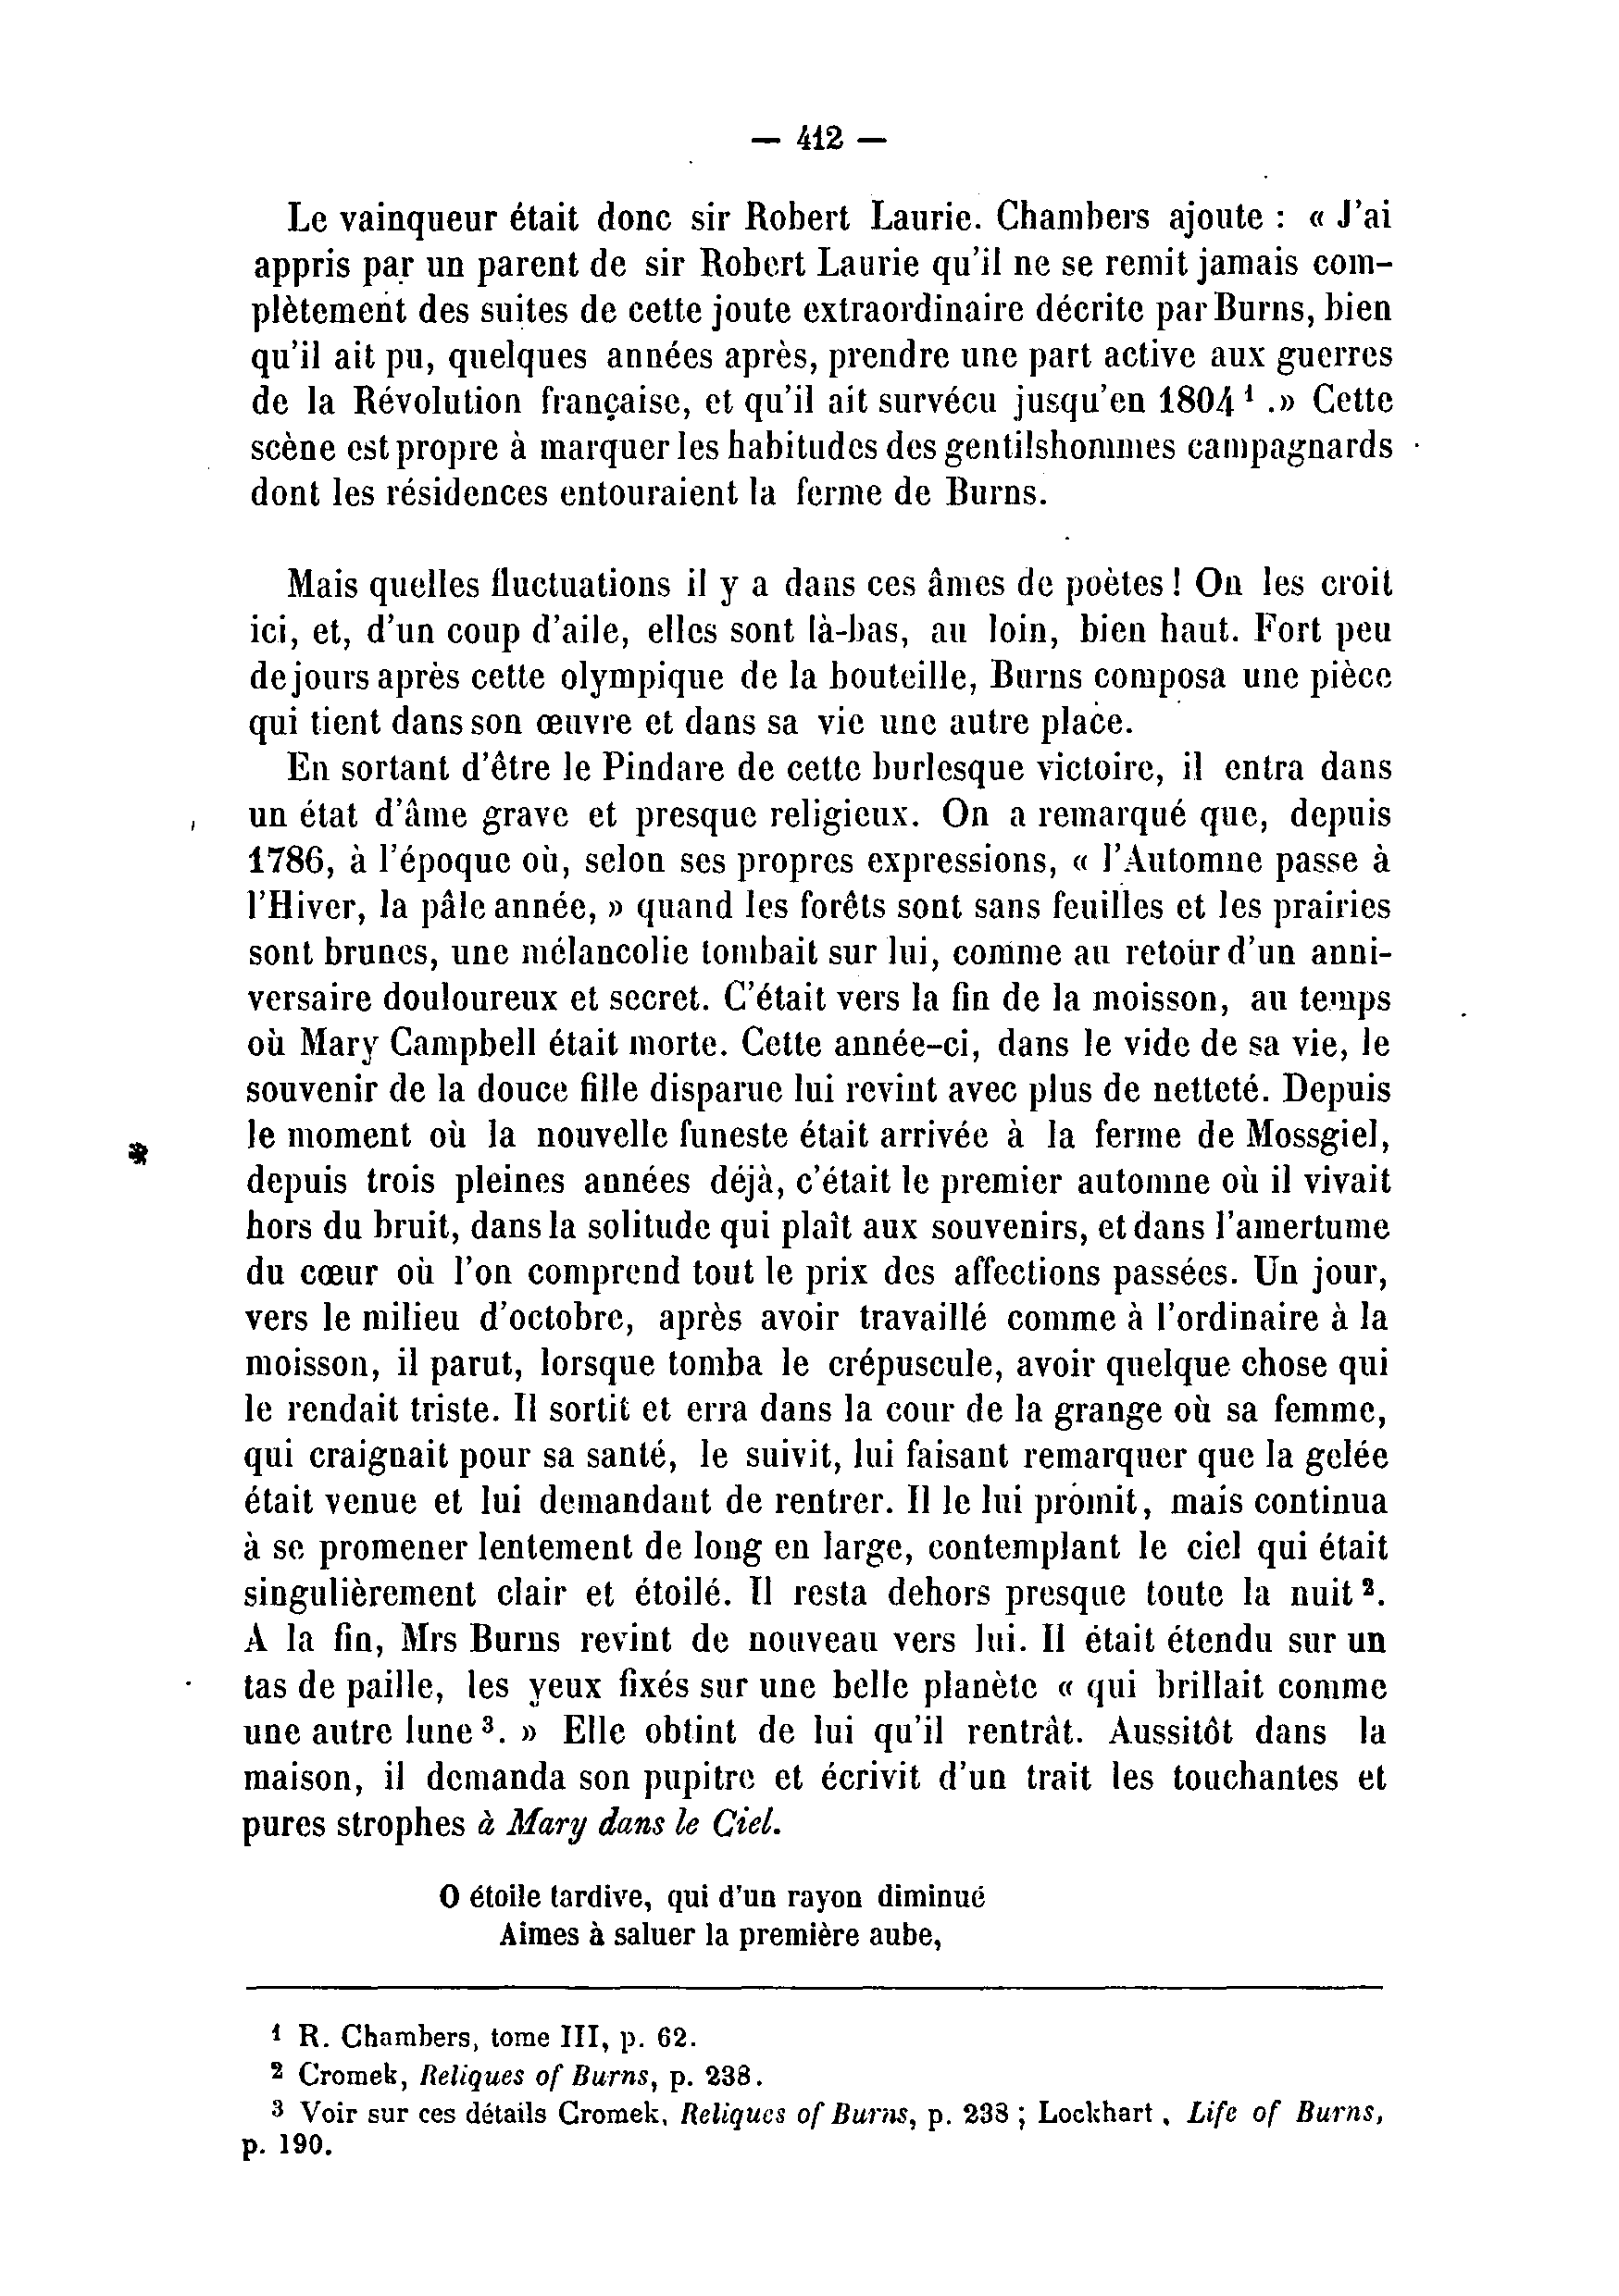 — 412 —
Le vainqueur était donc sir Robert Laurie. Chambers ajoute : « J'ai
appris par un parent de sir Robert Laurie qu'il ne se remit jamais com-
plètement des suites de cette joute extraordinaire décrite par Burns, bien
qu'il ait pu, quelques années après, prendre une part active aux guerres
de la Révolution française, et qu'il ait survécu jusqu'en 1804 ¹ .» Cette
scène est propre à marquer les habitudes des gentilshommes campagnards
dont les résidences entouraient la ferme de Burns.
Mais quelles fluctuations il y a dans ces âmes de poètes ! On les croit
ici, et, d'un coup d'aile, elles sont là-bas, au loin, bien haut. Fort peu
de jours après cette olympique de la bouteille, Burns composa une pièce
qui tient dans son œuvre et dans sa vie une autre place.
En sortant d'être le Pindare de cette burlesque victoire, il entra dans
un état d'âme grave et presque religieux. On a remarqué que, depuis
1786, à l'époque où, selon ses propres expressions, « l'Automne passe à
l'Hiver, la pâle année, » quand les forêts sont sans feuilles et les prairies
sont brunes, une mélancolie tombait sur lui, comme au retour d'un anni-
versaire douloureux et secret. C'était vers la fin de la moisson, au temps
où Mary Campbell était morte. Cette année-ci, dans le vide de sa vie, le
souvenir de la douce fille disparue lui revint avec plus de netteté. Depuis
le moment où la nouvelle funeste était arrivée à la ferme de Mossgiel,
depuis trois pleines années déjà, c'était le premier automne où il vivait
hors du bruit, dans la solitude qui plaît aux souvenirs, et dans l'amertume
du cœur où l'on comprend tout le prix des affections passées. Un jour,
vers le milieu d'octobre, après avoir travaillé comme à l'ordinaire à la
moisson, il parut, lorsque tomba le crépuscule, avoir quelque chose qui
le rendait triste. Il sortit et erra dans la cour de la grange où sa femme,
qui craignait pour sa santé, le suivit, lui faisant remarquer que la gelée
était venue et lui demandant de rentrer. Il le lui promit, mais continua
à se promener lentement de long en large, contemplant le ciel qui était
singulièrement clair et étoilé. Il resta dehors presque toute la nuit ².
A la fin, Mrs Burns revint de nouveau vers lui. Il était étendu sur un
tas de paille, les yeux fixés sur une belle planète « qui brillait comme
une autre lune ³. » Elle obtint de lui qu'il rentrât. Aussitôt dans la
maison, il demanda son pupitre et écrivit d'un trait les touchantes et
pures strophes à Mary dans le Ciel.
O étoile tardive, qui d'un rayon diminué
Aimes à saluer la première aube,
¹ R. Chambers, tome III, p. 62.
² Cromek, Reliques of Burns, p. 238.
³ Voir sur ces détails Cromek, Reliques of Burns, p. 238 ; Lockhart, Life of Burns,
p. 190.